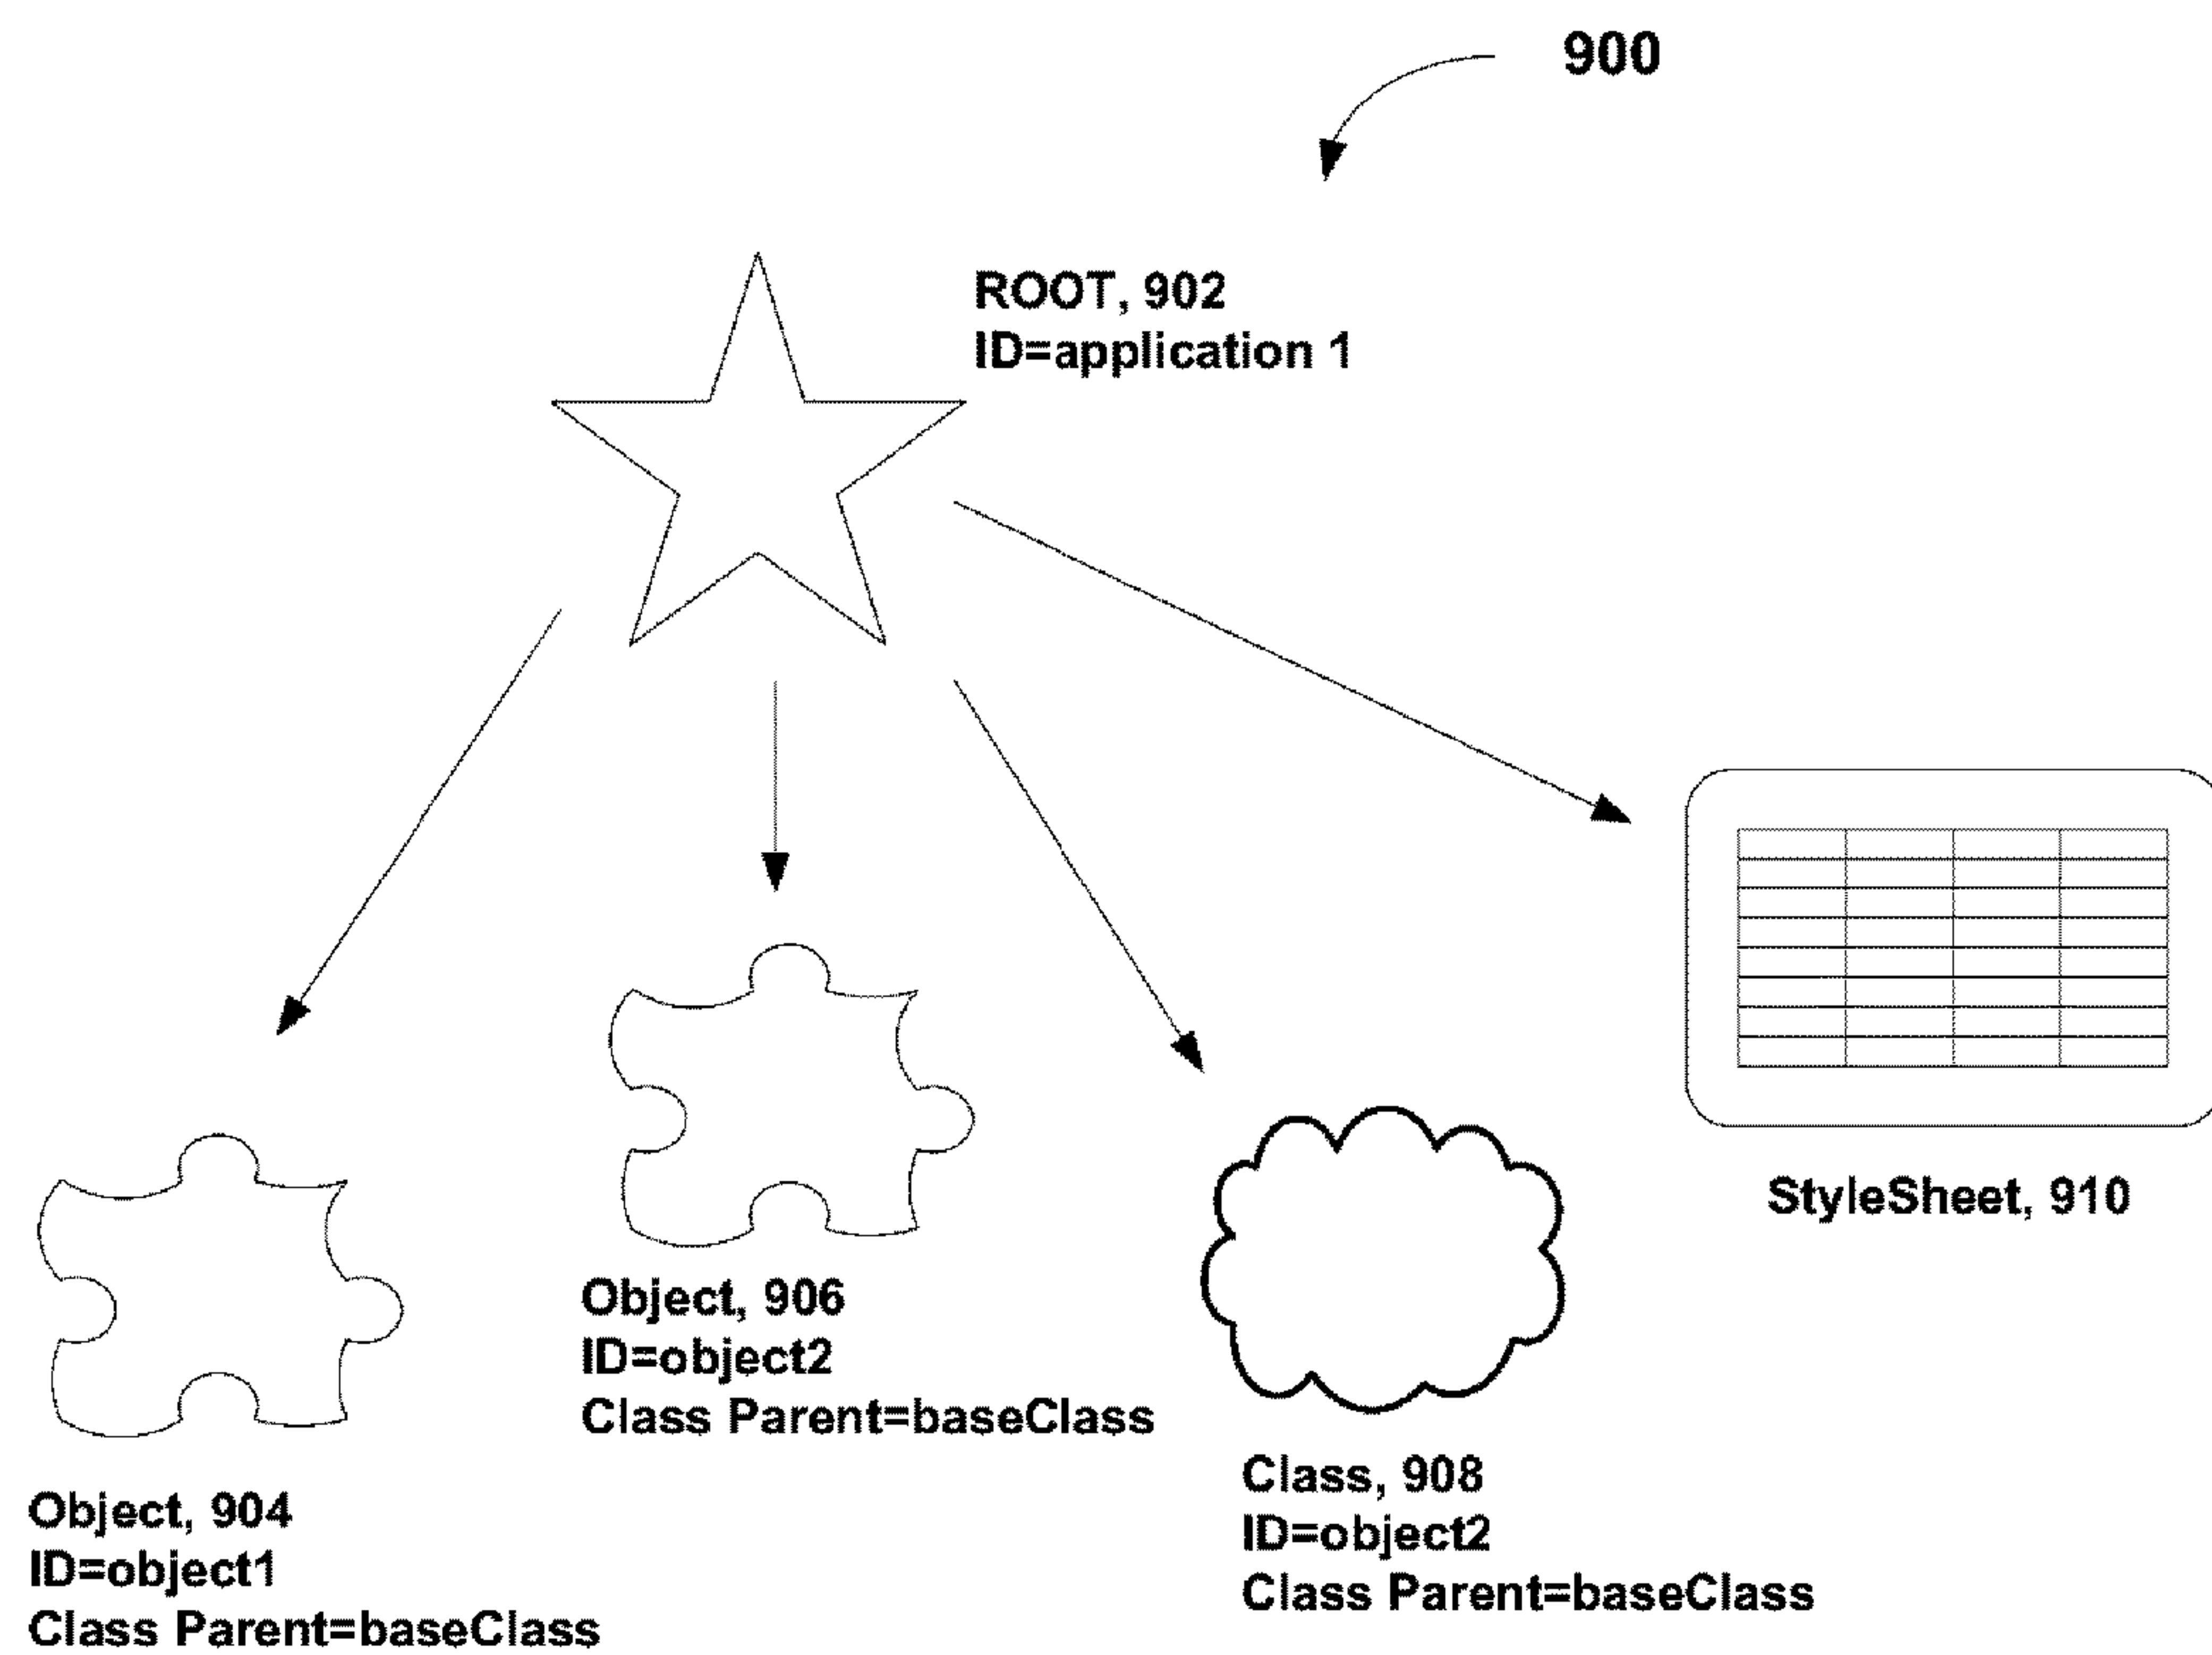 900
ROOT, 902
ID=application 1
StyleSheet, 910
Object, 906
ID=object2
Class Parent=baseClass
Class, 908
ID=object2
Class Parent=baseClass
Object, 904
ID=object1
Class Parent=baseClass